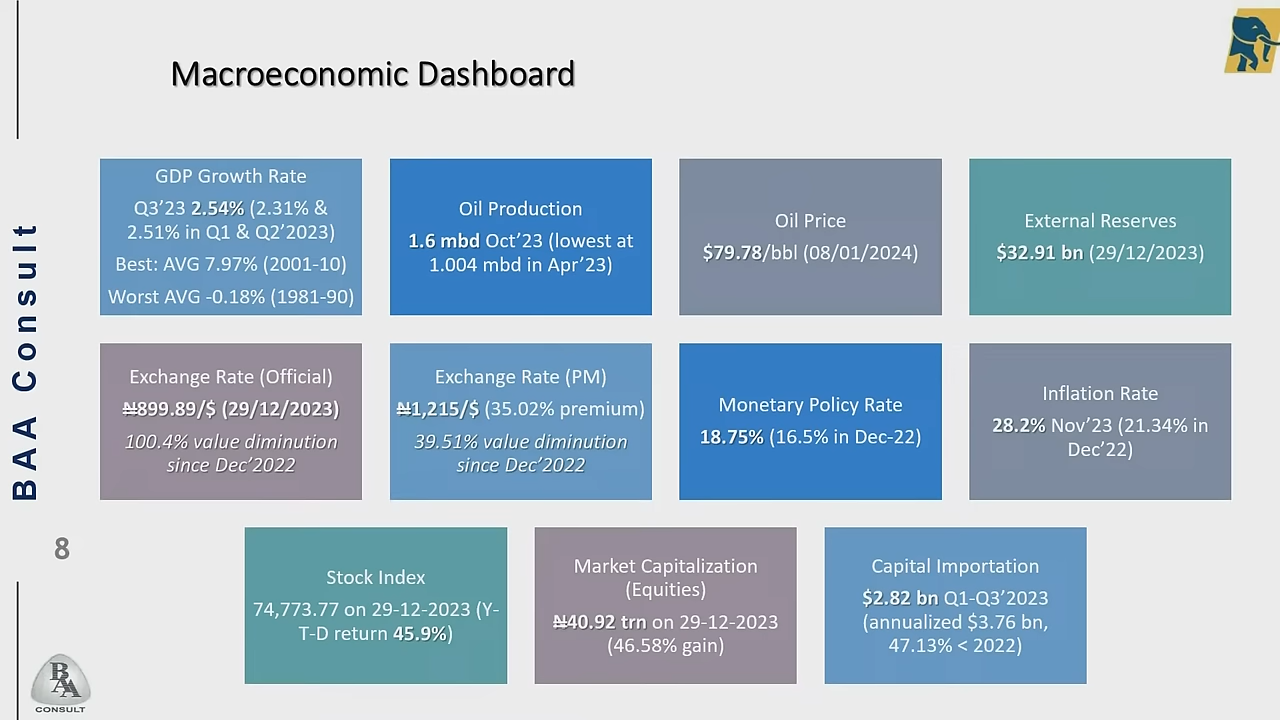 Macroeconomic Dashboard
GDP Growth Rate
Q3’23 2.54% (2.31% &
2.51% in Q1 & Q2’2023)
Best: AVG 7.97% (2001-10)
Worst AVG -0.18% (1981-90)
Oil Production
1.6 mbd Oct’23 (lowest at
1.004 mbd in Apr’23)
Oil Price
$79.78/bbl (08/01/2024)
External Reserves
$32.91 bn (29/12/2023)
Exchange Rate (Official)
₦899.89/$ (29/12/2023)
100.4% value diminution
since Dec’2022
Exchange Rate (PM)
₦1,215/$ (35.02% premium)
39.51% value diminution
since Dec’2022
Monetary Policy Rate
18.75% (16.5% in Dec-22)
Inflation Rate
28.2% Nov’23 (21.34% in
Dec’22)
Stock Index
74,773.77 on 29-12-2023 (Y-
T-D return 45.9%)
Market Capitalization
(Equities)
₦40.92 trn on 29-12-2023
(46.58% gain)
Capital Importation
$2.82 bn Q1-Q3’2023
(annualized $3.76 bn,
47.13% < 2022)
BAA Consult
8
BAA
CONSULT